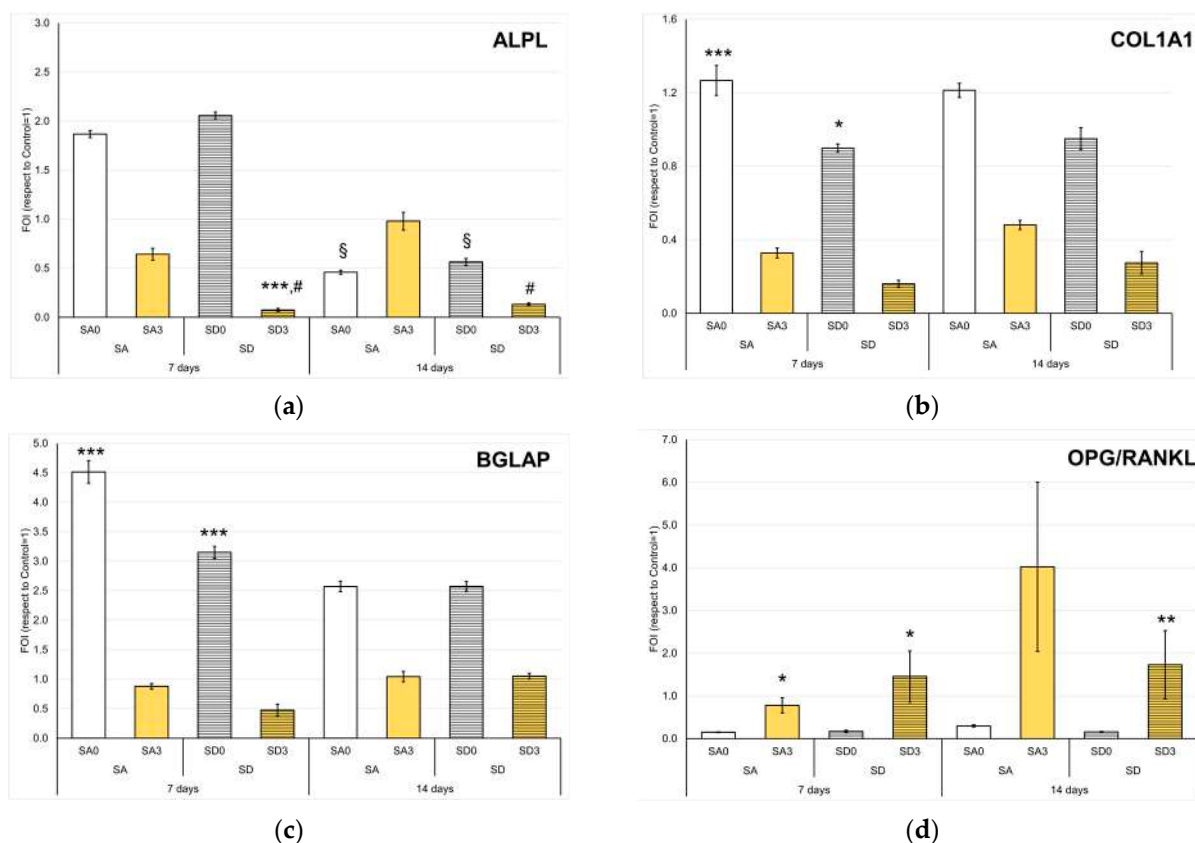 ALPL
FOI (respect to Control=1)
3.0
2.5
2.0
1.5
1.0
0.5
0.0
***,#
§
§
#
SA0 SA3 SD0 SD3 SA0 SA3 SD0 SD3
SA SD SA SD
7 days 14 days
(a)
COL1A1
FOI (respect to Control=1)
1.6
1.2
0.8
0.4
0.0
***
*
SA0 SA3 SD0 SD3 SA0 SA3 SD0 SD3
SA SD SA SD
7 days 14 days
(b)
BGLAP
FOI (respect to Control=1)
5.0
4.5
4.0
3.5
3.0
2.5
2.0
1.5
1.0
0.5
0.0
***
***
SA0 SA3 SD0 SD3 SA0 SA3 SD0 SD3
SA SD SA SD
7 days 14 days
(c)
OPG/RANKL
FOI (respect to Control=1)
7.0
6.0
5.0
4.0
3.0
2.0
1.0
0.0
*
*
**
SA0 SA3 SD0 SD3 SA0 SA3 SD0 SD3
SA SD SA SD
7 days 14 days
(d)